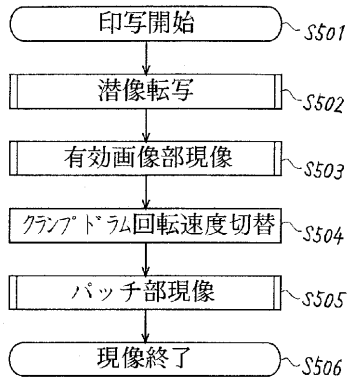 印写開始
S501
潜像転写
S502
有効画像部現像
S503
クランプドラム回転速度切替
S504
パッチ部現像
S505
現像終了
S506